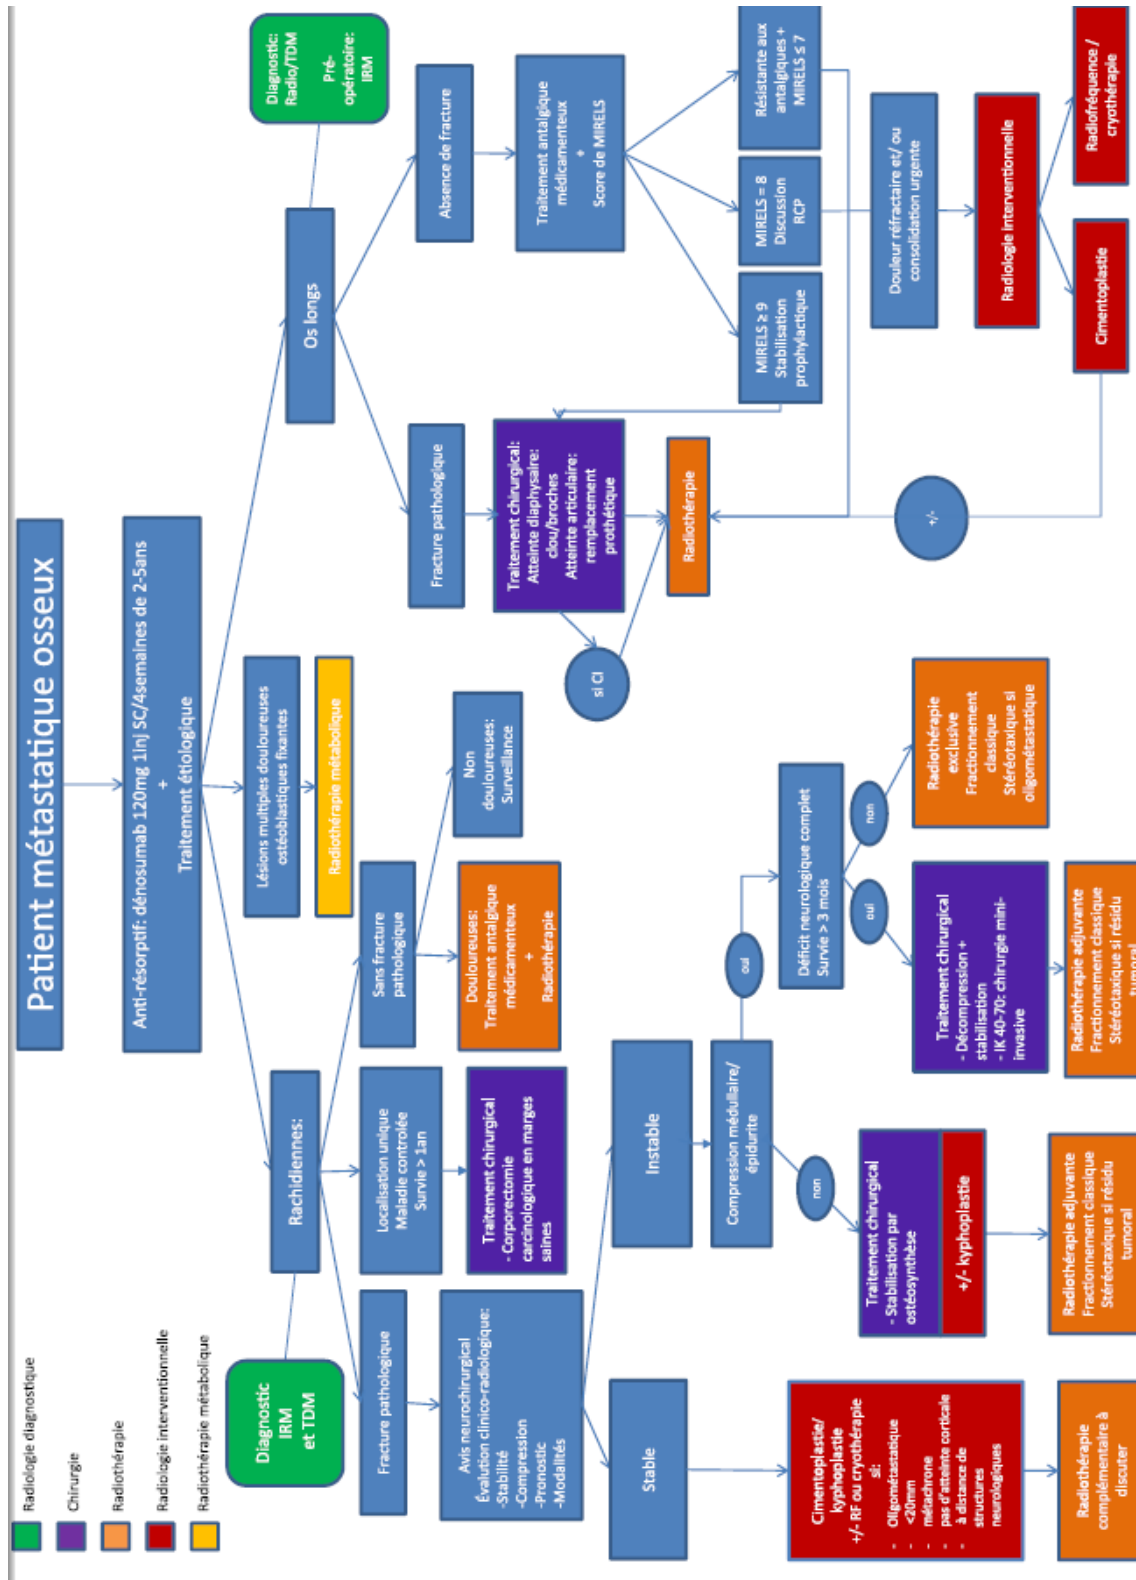 Patient métastatique osseux
Radiologie diagnostique
Chirurgie
Radiothérapie
Radiologie interventionnelle
Radiothérapie métabolique
Anti-résorptif: dénosumab 120mg 1inj SC/4semaines de 2-5ans
+
Traitement étiologique
Diagnostic
IRM
et TDM
Rachidiennes:
Lésions multiples douloureuses
ostéoblastiques fixantes
Radiothérapie métabolique
Os longs
Diagnostic:
Radio/TDM
Pré-
opératoire:
IRM
Fracture pathologique
Localisation unique
Maladie controlée
Survie > 1an
Sans fracture
pathologique
Fracture pathologique
Absence de fracture
Avis neurochirurgical
Évalution clinico-radiologique:
-Stabilité
-Compression
-Pronostic
-Modalités
Traitement chirurgical
- Corporectomie
carcinologique en marges
saines
Douloureuses:
Traitement antalgique
médicamenteux
+
Radiothérapie
Non
douloureuses:
Surveillance
Traitement chirurgical:
Atteinte diaphysaire:
clou/broches
Atteinte articulaire:
remplacement
prothétique
Traitement antalgique
médicamenteux
+
Score de MIRELS
si CI
Radiothérapie
MIRELS ≥ 9
Stabilisation
prophylactique
MIRELS = 8
Discussion
RCP
Résistante aux
antalgiques +
MIRELS ≤ 7
Stable
Instable
Compression médullaire/
épidurite
oui
non
Déficit neurologique complet
Survie > 3 mois
oui
non
+/-
Douleur réfractaire et/ ou
consolidation urgente
Radiologie interventionnelle
Cimentoplastie
Radiofréquence /
cryothérapie
Cimentoplastie/
kyphoplastie
+/- RF ou cryothérapie
si:
- Oligométastatique
- <20mm
- métachrone
- pas d'atteinte corticale
- à distance de
structures
neurologiques
Traitement chirurgical
- Stabilisation par
ostéosynthèse
+/- kyphoplastie
Traitement chirurgical
- Décompression +
stabilisation
- IK 40-70: chirurgie mini-
invasive
Radiothérapie
exclusive
Fractionnement
classique
Stéréotaxique si
oligométastatique
Radiothérapie
complémentaire à
discuter
Radiothérapie adjuvante
Fractionnement classique
Stéréotaxique si résidu
tumoral
Radiothérapie adjuvante
Fractionnement classique
Stéréotaxique si résidu
tumoral